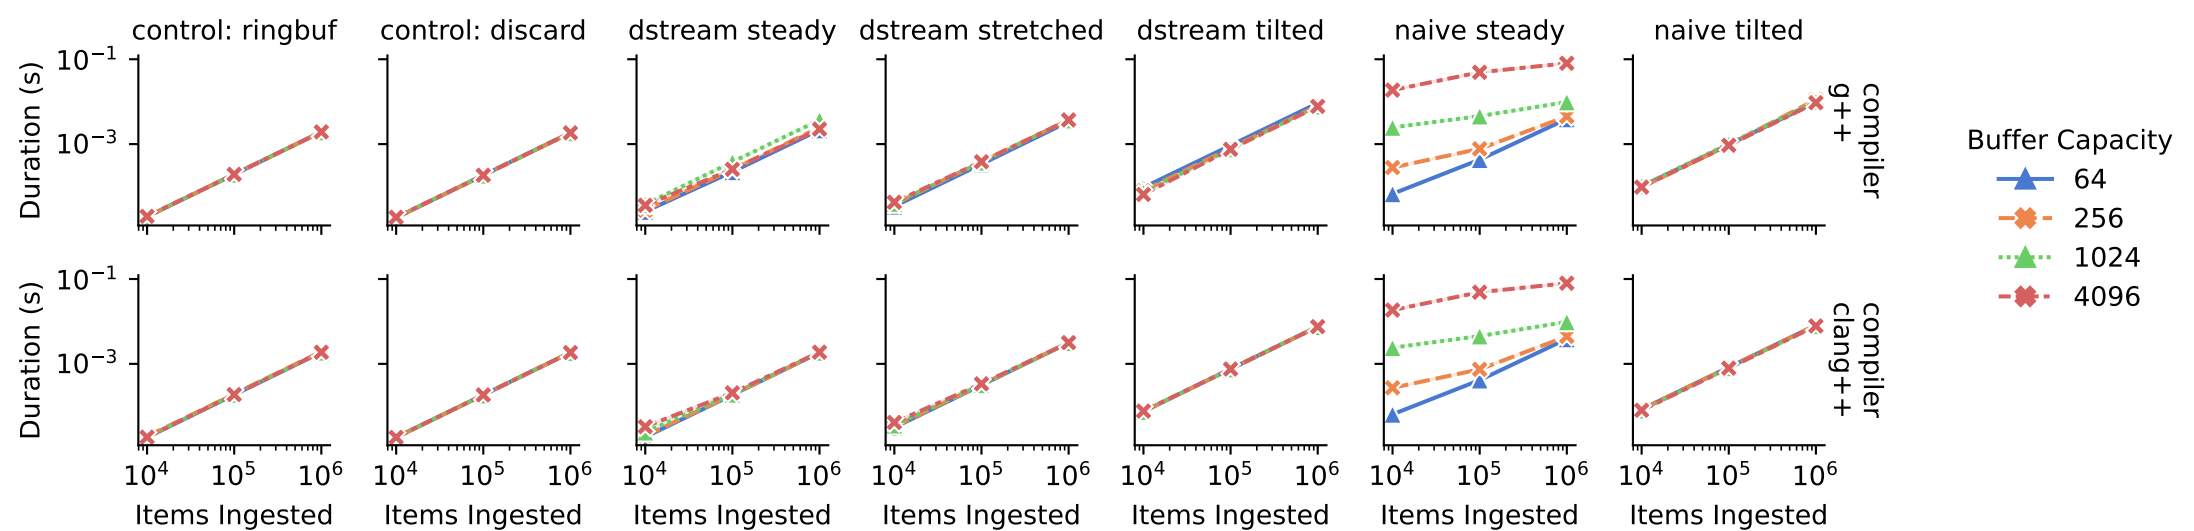 control: ringbuf
control: discard
dstream steady
dstream stretched
dstream tilted
naive steady
naive tilted
Duration (s)
10⁻¹
10⁻³
compiler
g++
Buffer Capacity
64
256
1024
4096
Duration (s)
10⁻¹
10⁻³
compiler
clang++
10⁴ 10⁵ 10⁶
10⁴ 10⁵ 10⁶
10⁴ 10⁵ 10⁶
10⁴ 10⁵ 10⁶
10⁴ 10⁵ 10⁶
10⁴ 10⁵ 10⁶
10⁴ 10⁵ 10⁶
Items Ingested
Items Ingested
Items Ingested
Items Ingested
Items Ingested
Items Ingested
Items Ingested